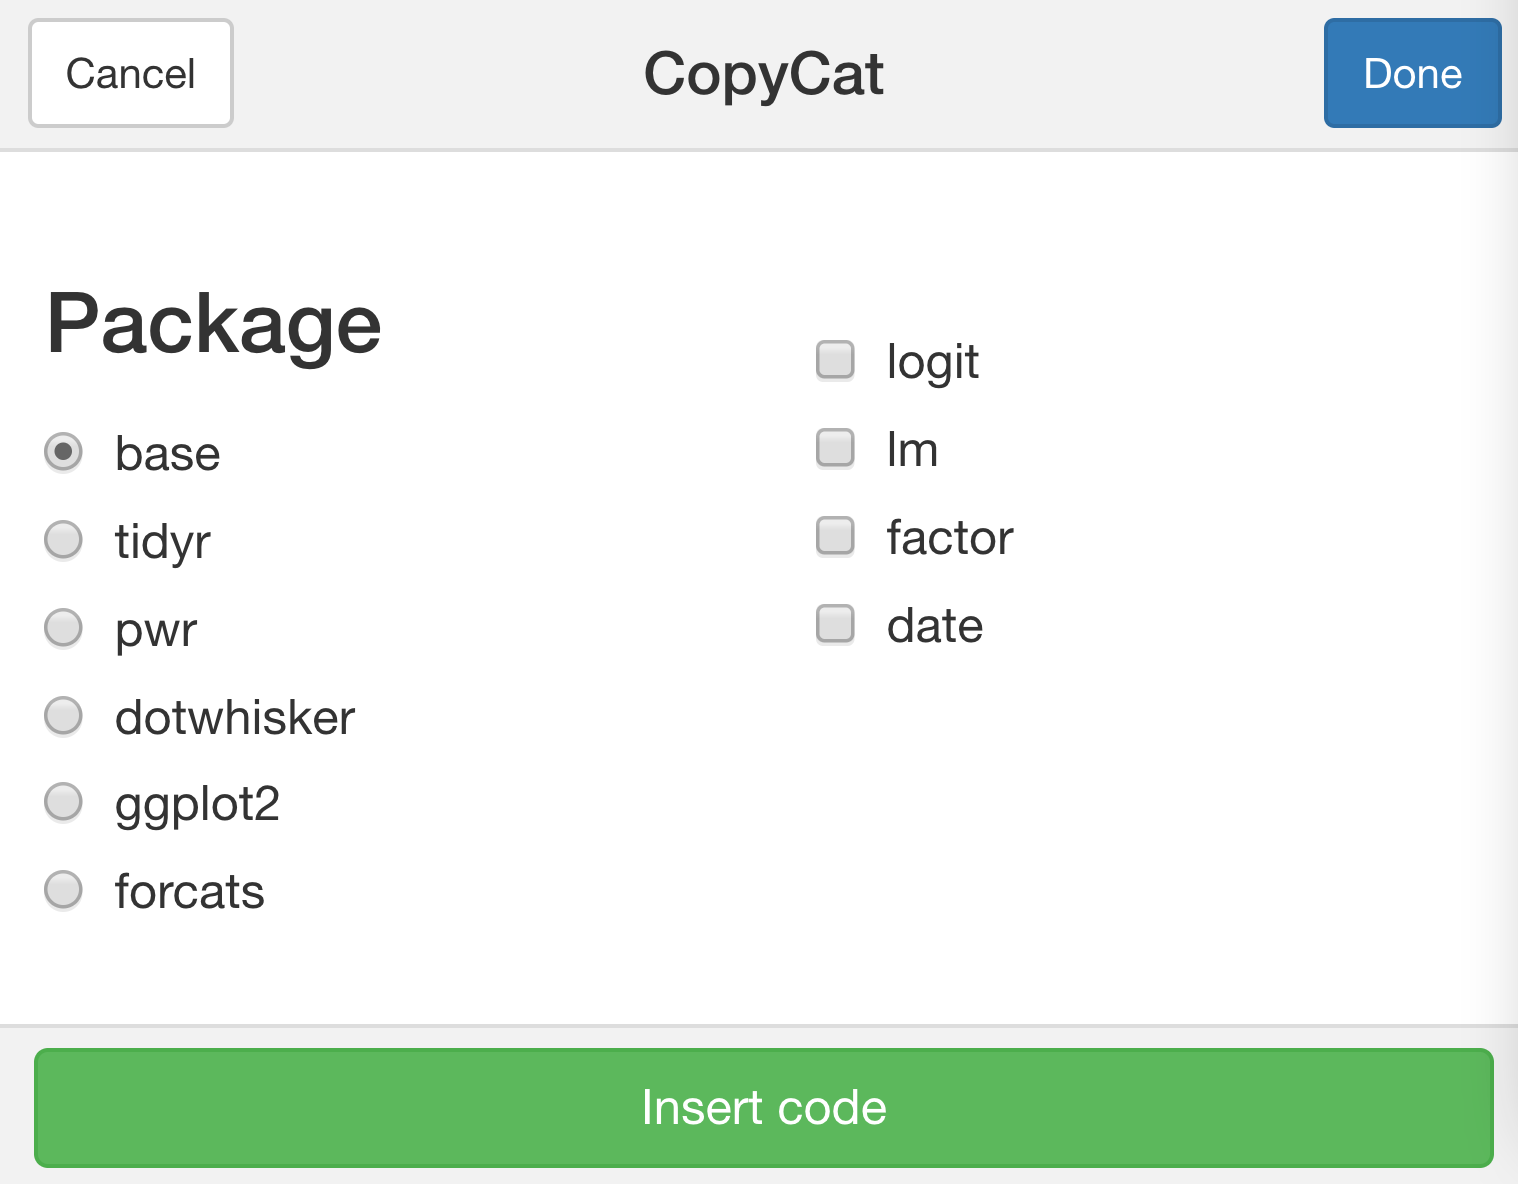 Cancel
CopyCat
Done
Package
base
tidyr
pwr
dotwhisker
ggplot2
forcats
logit
lm
factor
date
Insert code